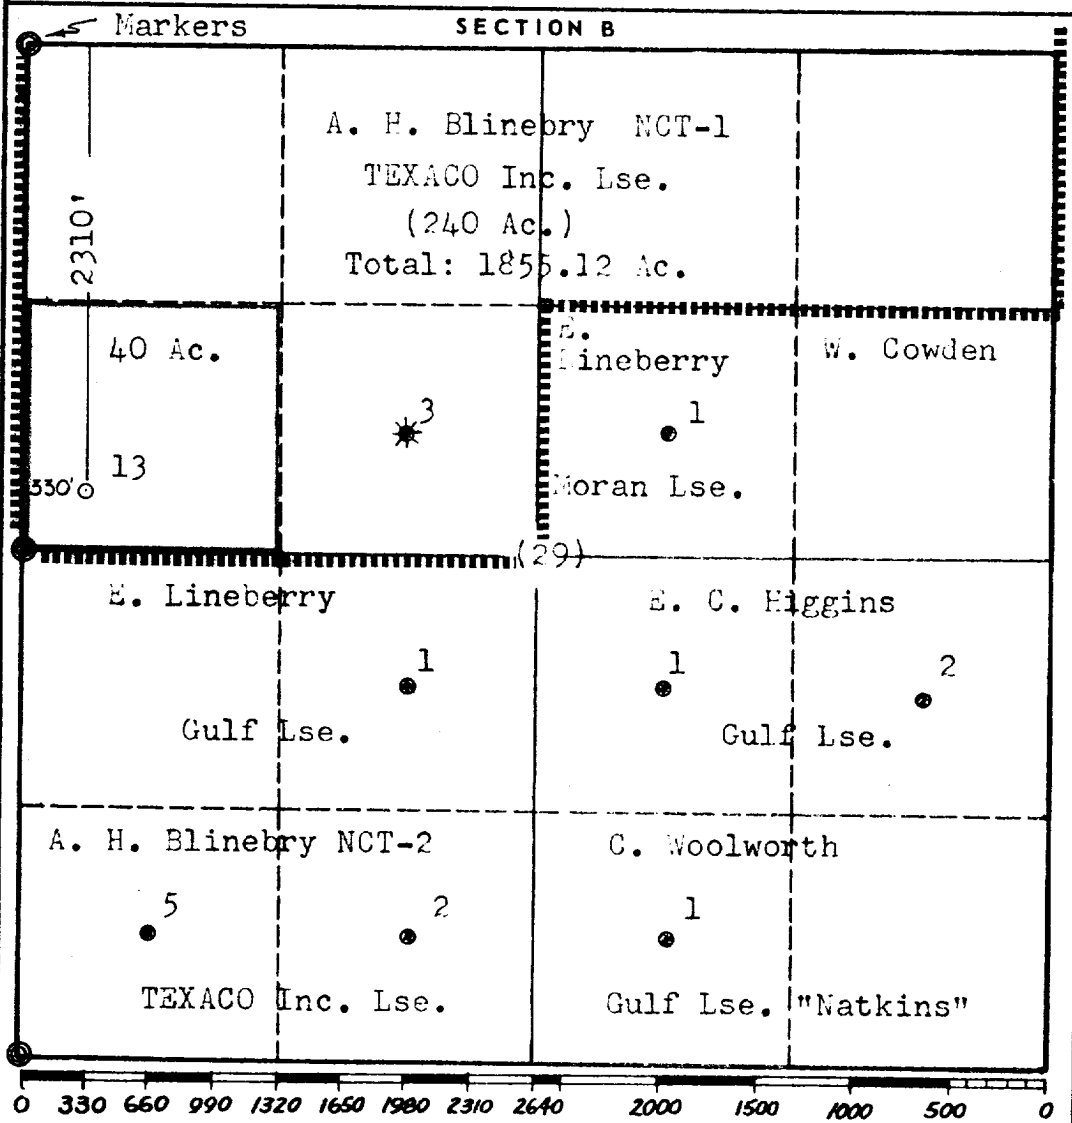 Markers
SECTION B
A. H. Blinebry NCT-1
TEXACO Inc. Lse.
(240 Ac.)
Total: 1855.12 Ac.
2310'
40 Ac.
3
13
330'
E.
Lineberry
W. Cowden
1
Moran Lse.
(29)
E. Lineberry
1
Gulf Lse.
E. C. Higgins
1
2
Gulf Lse.
A. H. Blinebry NCT-2
5
2
TEXACO Inc. Lse.
C. Woolworth
1
Gulf Lse. "Natkins"
0 330 660 990 1320 1650 1980 2310 2640 2000 1500 1000 500 0